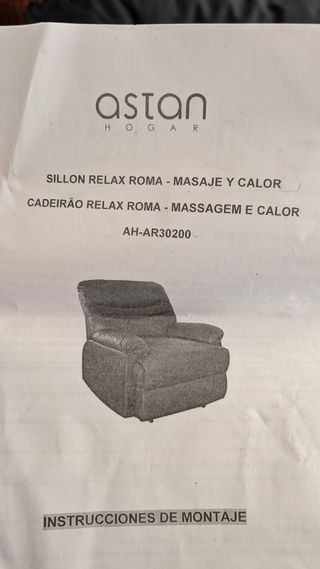 astan
HOGAR
SILLON RELAX ROMA - MASAJE Y CALOR
CADEIRÃO RELAX ROMA - MASSAGEM E CALOR
AH-AR30200
INSTRUCCIONES DE MONTAJE